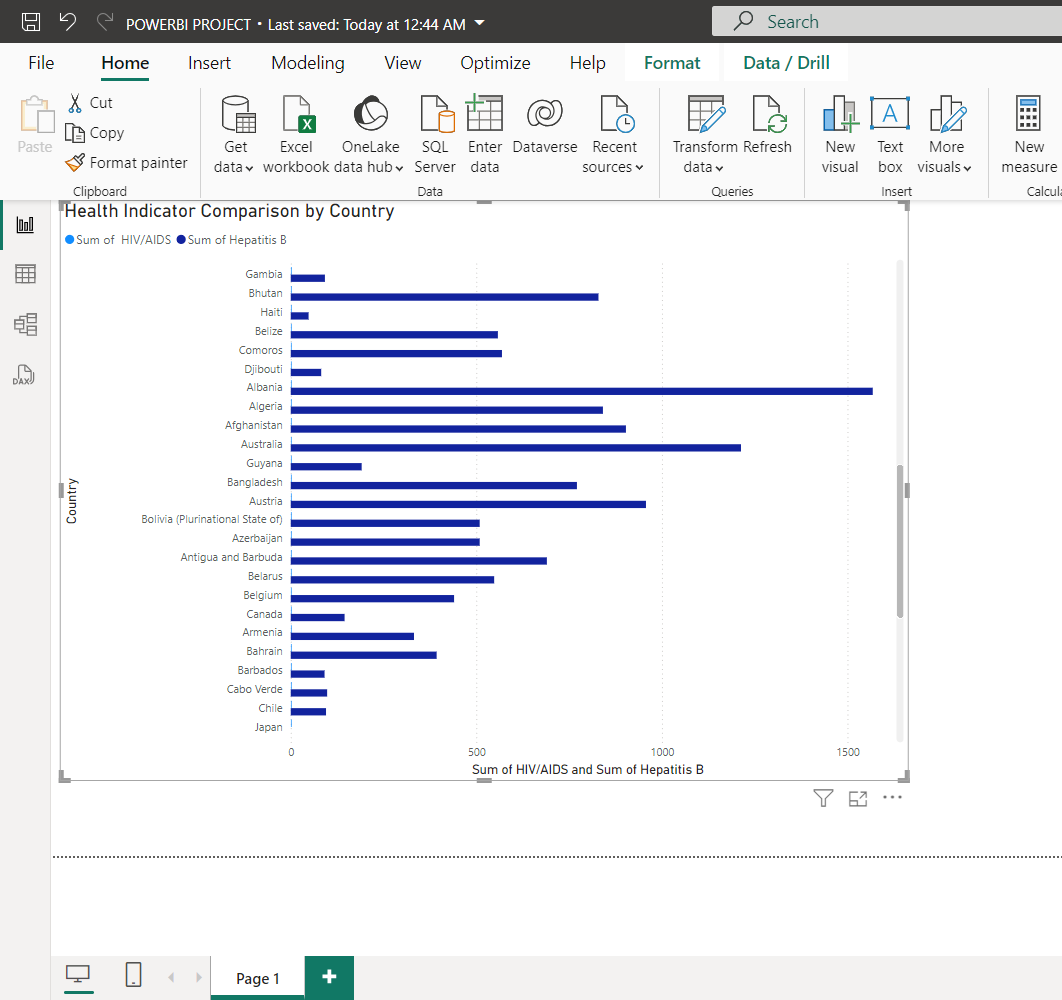 POWERBI PROJECT • Last saved: Today at 12:44 AM
Search
File Home Insert Modeling View Optimize Help Format Data / Drill
Paste
Cut
Copy
Format painter
Clipboard
Get data
Excel workbook
OneLake data hub
SQL Server
Enter data
Dataverse
Recent sources
Data
Transform data
Refresh
Queries
New visual
Text box
More visuals
Insert
New measure
Calcula
DAX
Health Indicator Comparison by Country
Sum of HIV/AIDS Sum of Hepatitis B
Country
Gambia
Bhutan
Haiti
Belize
Comoros
Djibouti
Albania
Algeria
Afghanistan
Australia
Guyana
Bangladesh
Austria
Bolivia (Plurinational State of)
Azerbaijan
Antigua and Barbuda
Belarus
Belgium
Canada
Armenia
Bahrain
Barbados
Cabo Verde
Chile
Japan
0 500 1000 1500
Sum of HIV/AIDS and Sum of Hepatitis B
Page 1